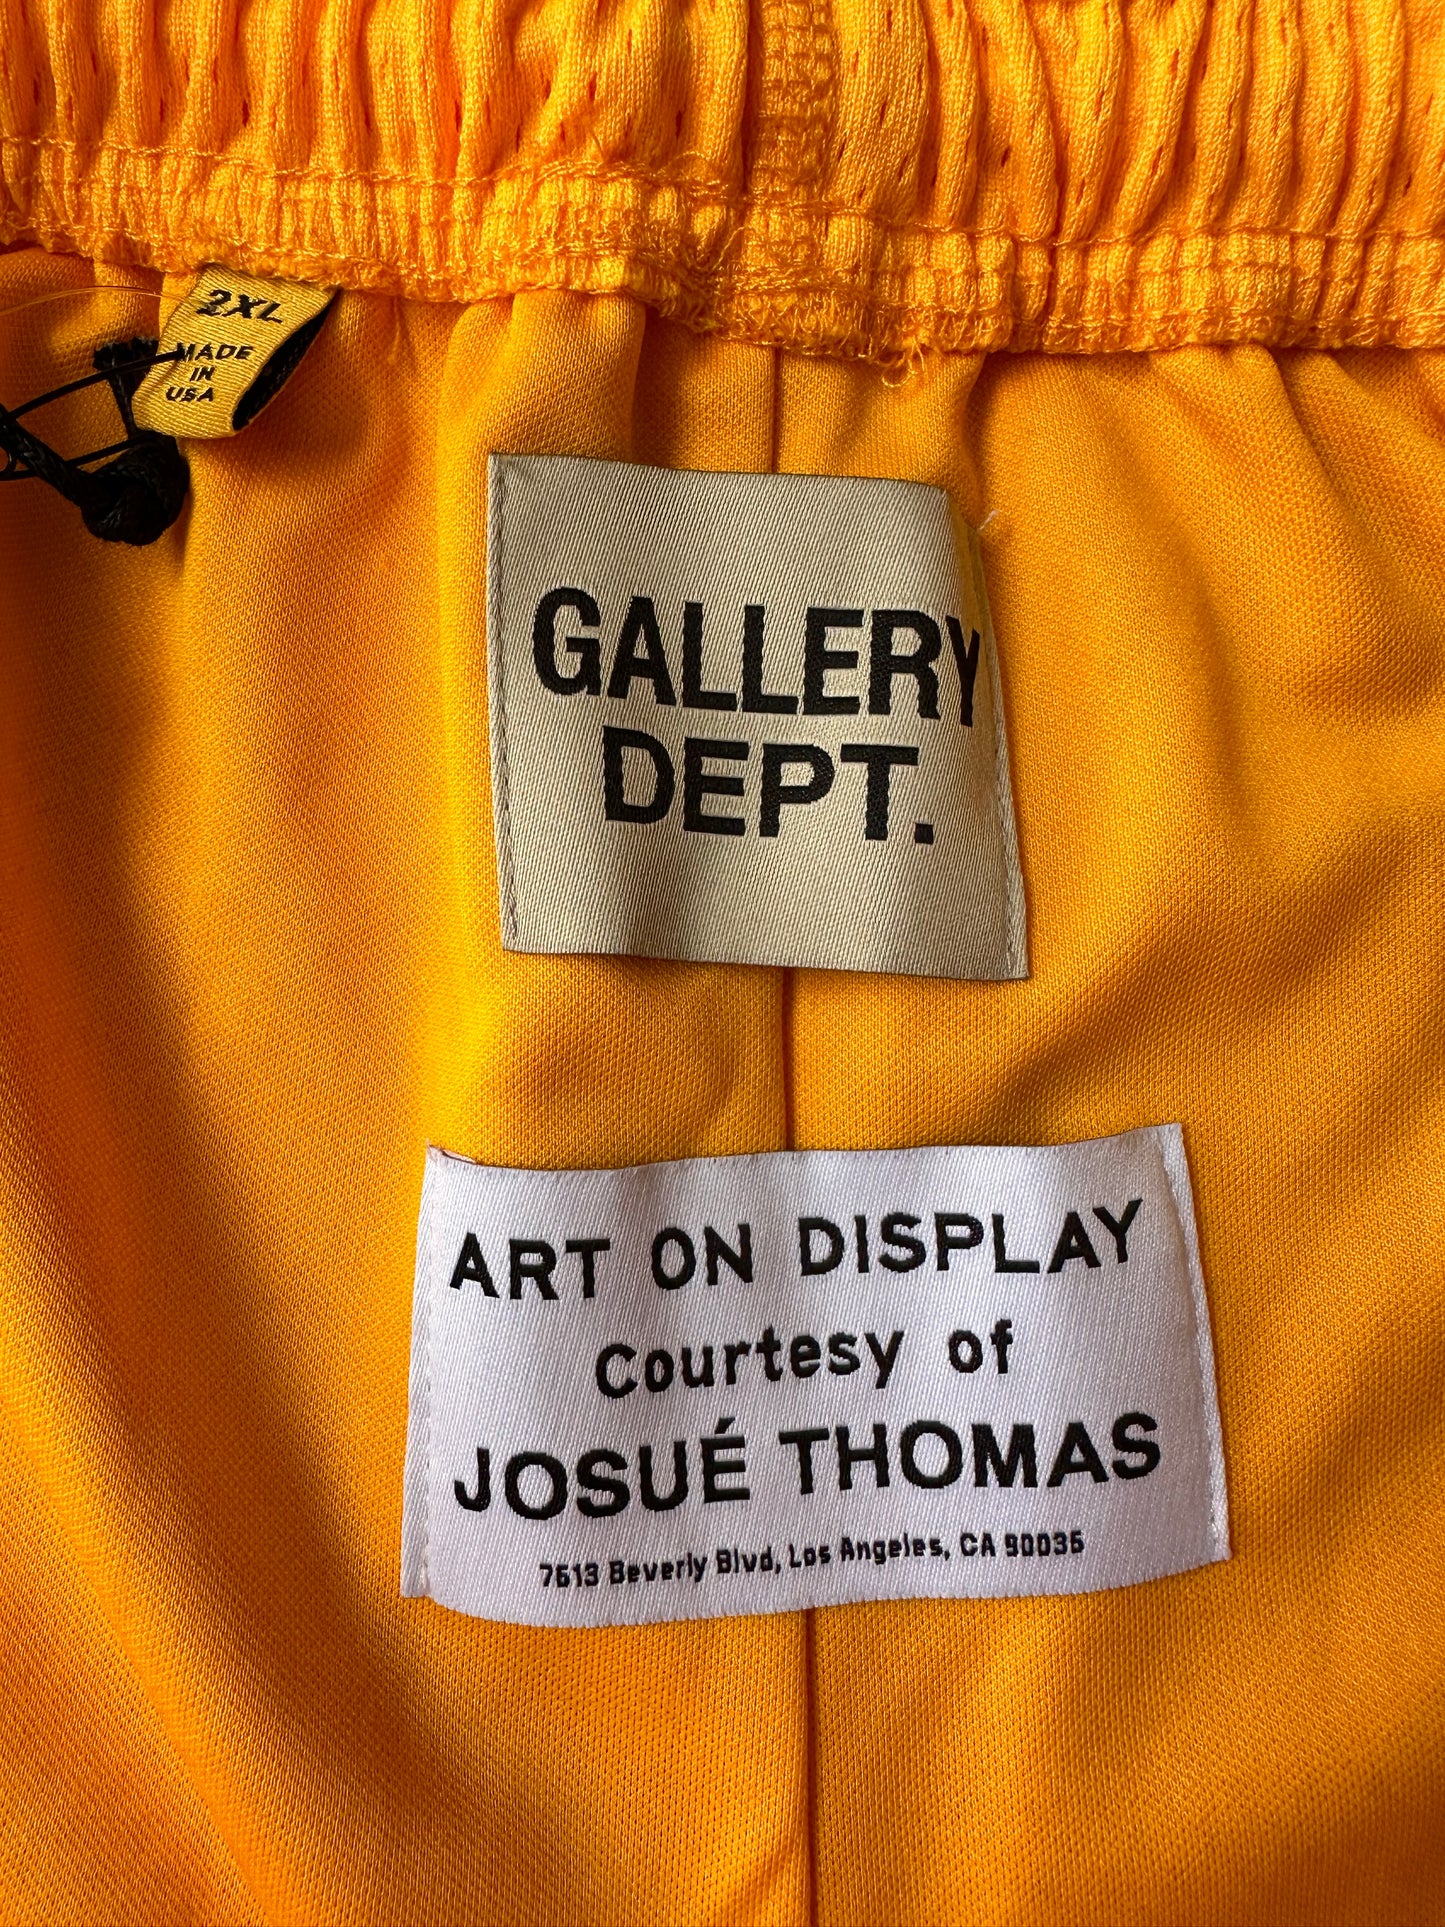 2XL
MADE
IN
USA
GALLERY
DEPT.
ART ON DISPLAY
Courtesy of
JOSUÉ THOMAS
7613 Beverly Blvd, Los Angeles, CA 90036